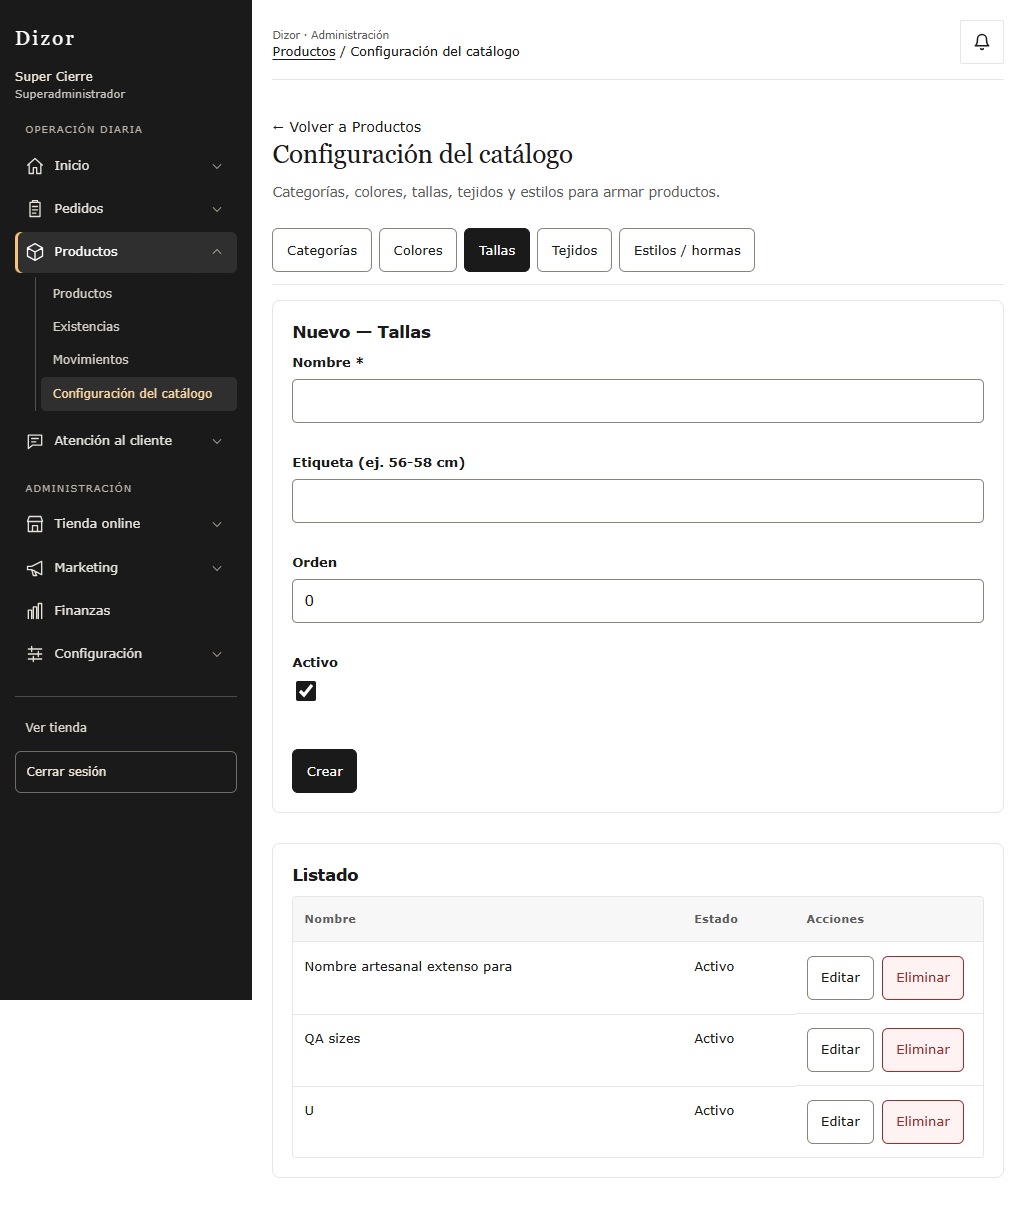 Dizor
Super Cierre
Superadministrador
OPERACIÓN DIARIA
Inicio
Pedidos
Productos
Productos
Existencias
Movimientos
Configuración del catálogo
Atención al cliente
ADMINISTRACIÓN
Tienda online
Marketing
Finanzas
Configuración
Ver tienda
Cerrar sesión
Dizor · Administración
Productos / Configuración del catálogo
← Volver a Productos
Configuración del catálogo
Categorías, colores, tallas, tejidos y estilos para armar productos.
Categorías Colores Tallas Tejidos Estilos / hormas
Nuevo — Tallas
Nombre *
Etiqueta (ej. 56-58 cm)
Orden
0
Activo
Crear
Listado
Nombre Estado Acciones
Nombre artesanal extenso para Activo Editar Eliminar
QA sizes Activo Editar Eliminar
U Activo Editar Eliminar